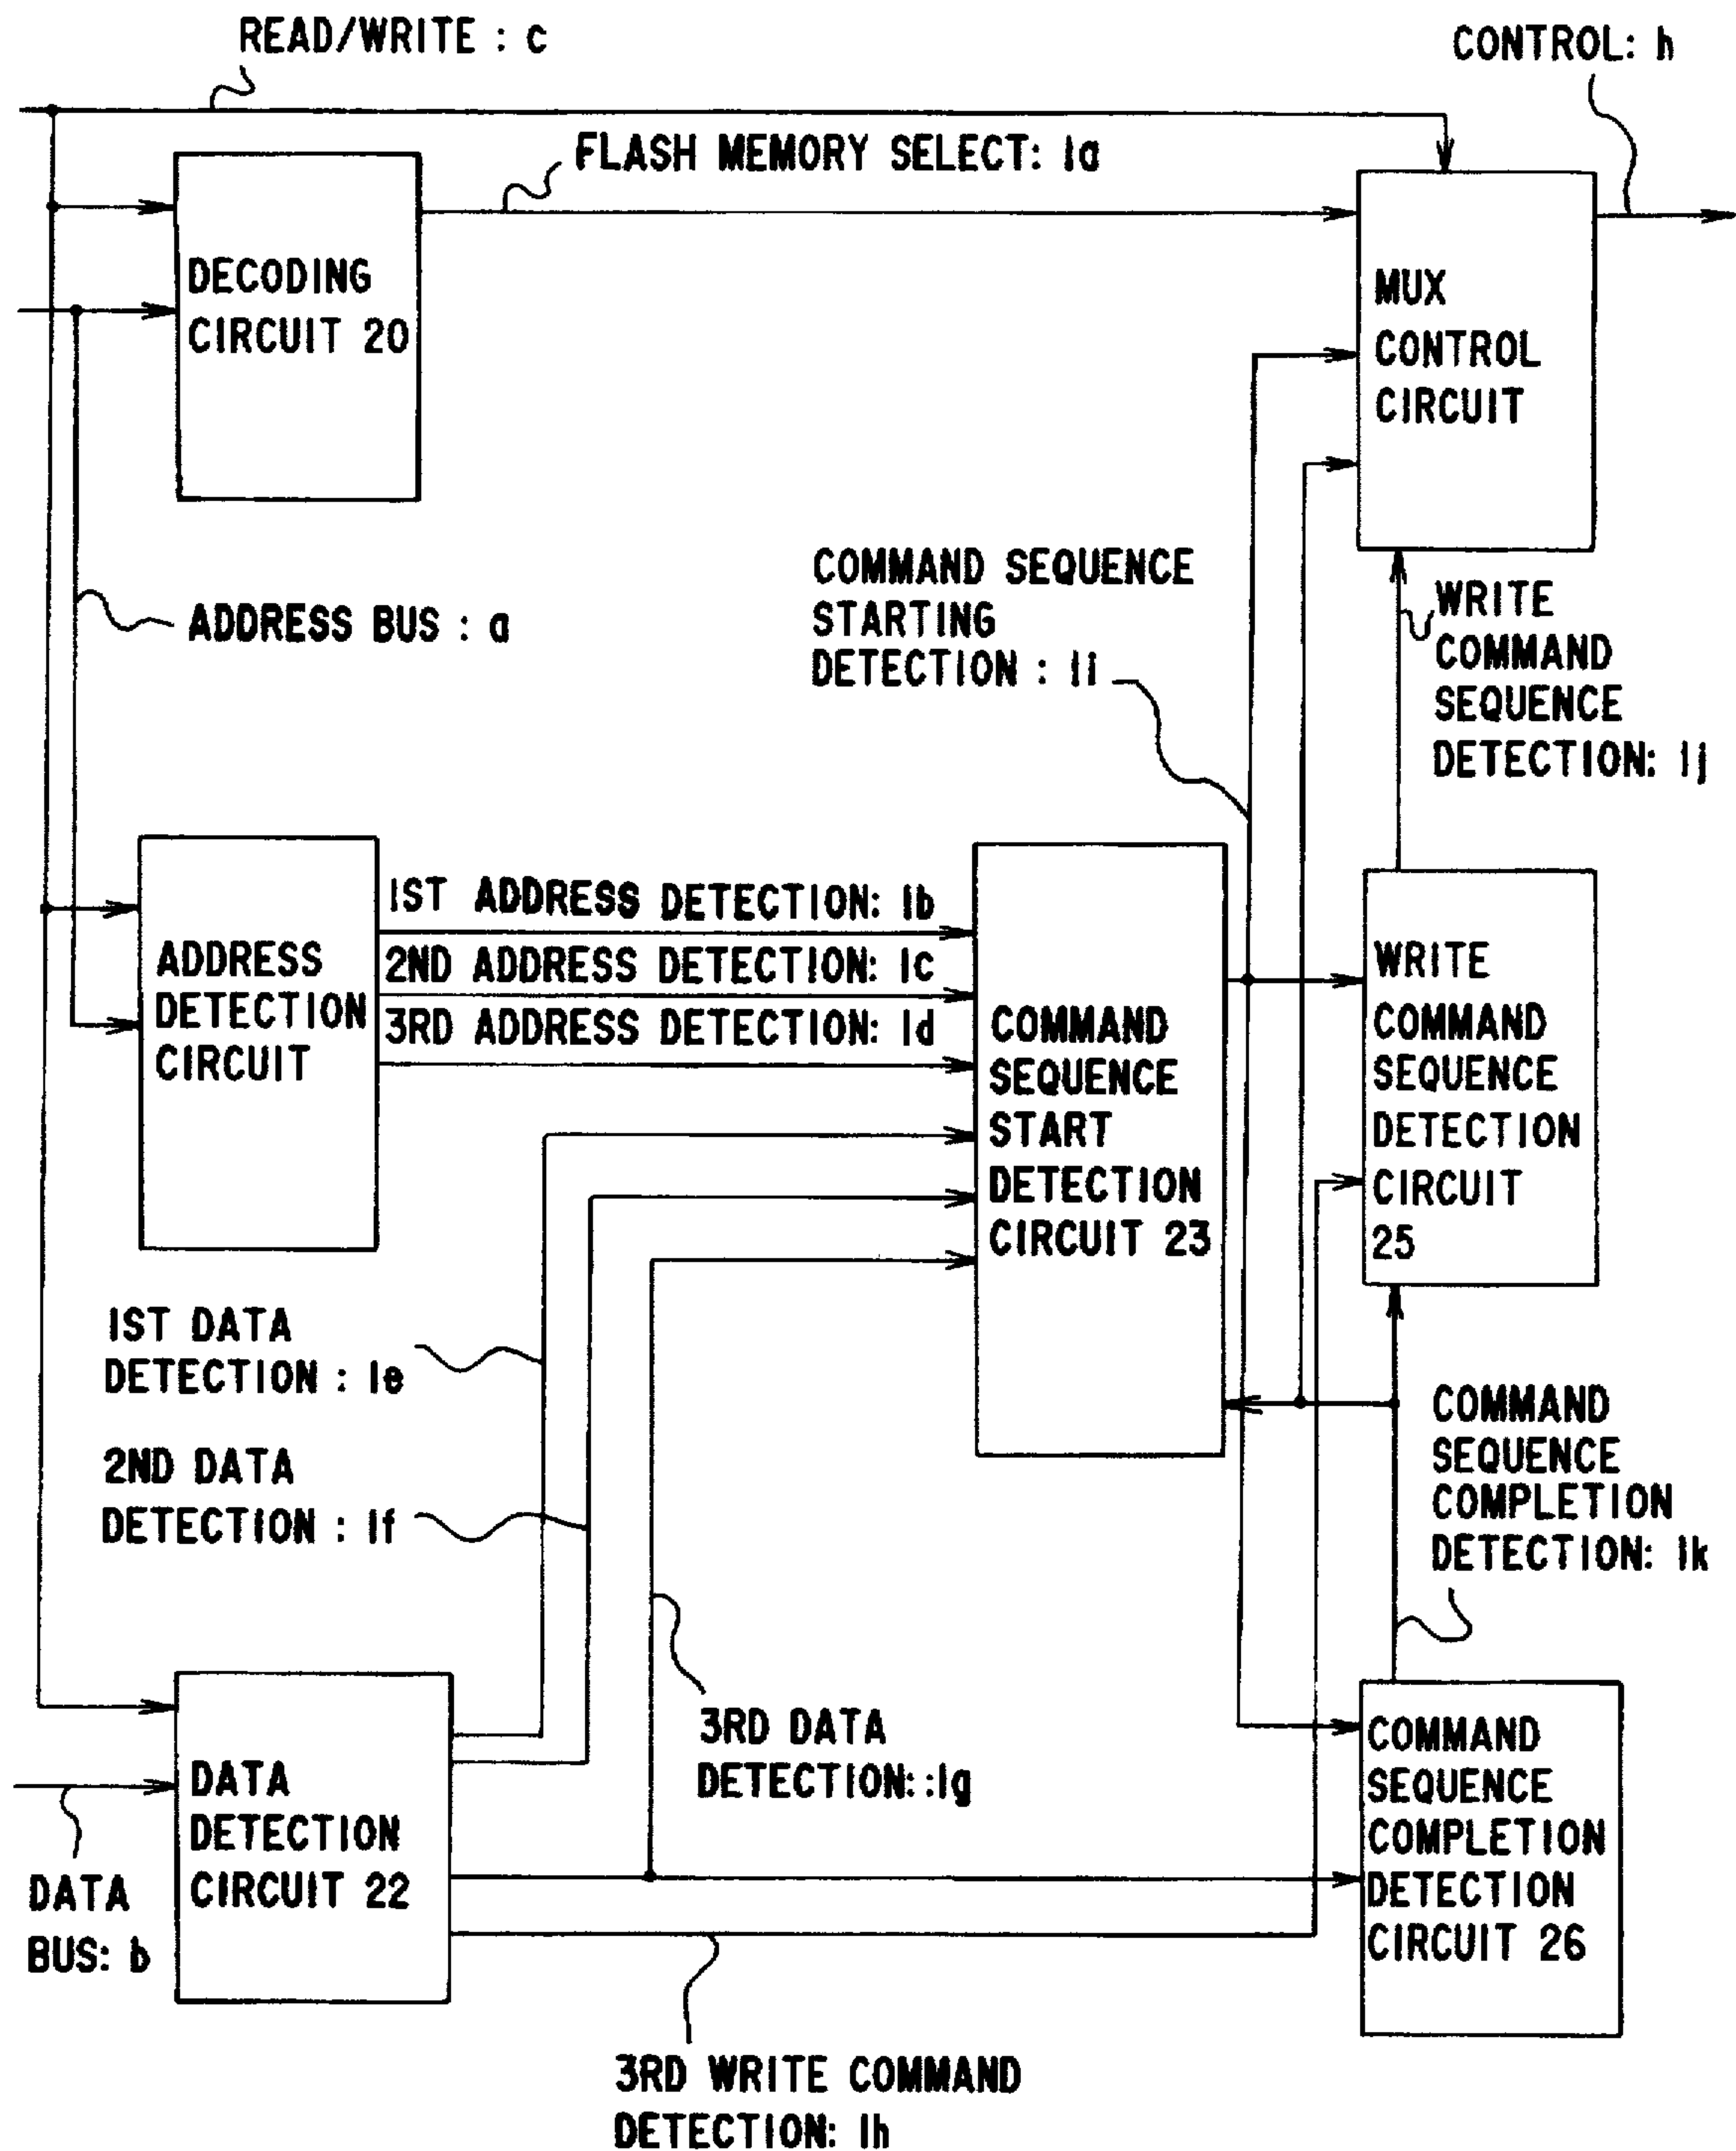 READ/WRITE : c
CONTROL: h
FLASH MEMORY SELECT: 1a
DECODING
CIRCUIT 20
MUX
CONTROL
CIRCUIT
ADDRESS BUS : a
COMMAND SEQUENCE
STARTING
DETECTION : 1i
WRITE
COMMAND
SEQUENCE
DETECTION: 1j
ADDRESS
DETECTION
CIRCUIT
1ST ADDRESS DETECTION: 1b
2ND ADDRESS DETECTION: 1c
3RD ADDRESS DETECTION: 1d
COMMAND
SEQUENCE
START
DETECTION
CIRCUIT 23
WRITE
COMMAND
SEQUENCE
DETECTION
CIRCUIT
25
1ST DATA
DETECTION : 1e
2ND DATA
DETECTION : 1f
COMMAND
SEQUENCE
COMPLETION
DETECTION: 1k
3RD DATA
DETECTION: :1g
DATA
DETECTION
CIRCUIT 22
DATA
BUS: b
COMMAND
SEQUENCE
COMPLETION
DETECTION
CIRCUIT 26
3RD WRITE COMMAND
DETECTION: 1h